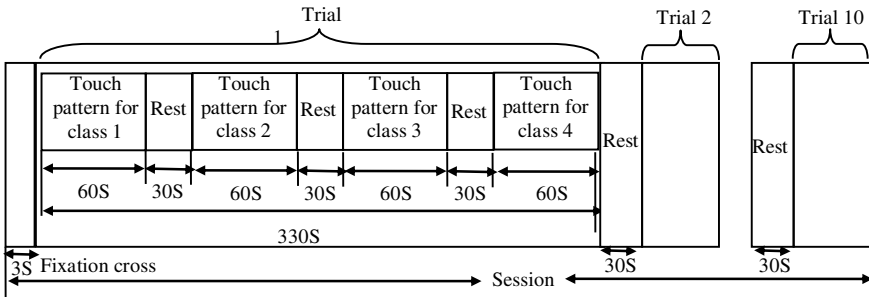 Trial
1
Trial 2
Trial 10
Touch pattern for class 1
Rest
Touch pattern for class 2
Rest
Touch pattern for class 3
Rest
Touch pattern for class 4
Rest
Rest
60S
30S
60S
30S
60S
30S
60S
330S
3S
Fixation cross
30S
30S
Session